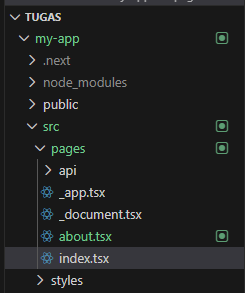 TUGAS
my-app
.next
node_modules
public
src
pages
api
_app.tsx
_document.tsx
about.tsx
index.tsx
styles